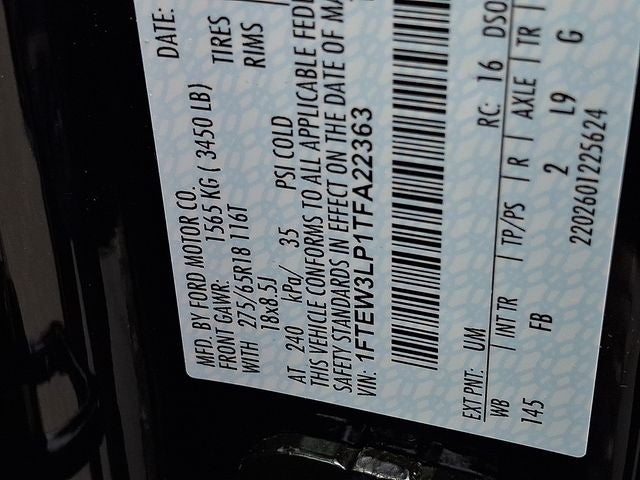 DATE:
MFD. BY FORD MOTOR CO.
FRONT GAWR: 1565 KG ( 3450 LB) TIRES
WITH 275/65R18 116T RIMS
18x8.5J
AT 240 kPa/ 35 PSI COLD
THIS VEHICLE CONFORMS TO ALL APPLICABLE FEDE
SAFETY STANDARDS IN EFFECT ON THE DATE OF MA
VIN: 1FTEW3LP1TFA22363
EXT PNT: UM RC: 16 DSO
WB | INT TR | TP/PS | R | AXLE | TR |
145 FB 2 L9 G
2202601225624